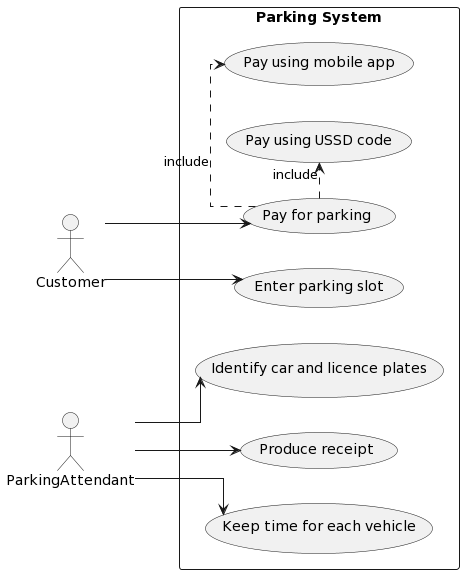 Parking System
Pay using mobile app
Pay using USSD code
include
include
Pay for parking
Customer
Enter parking slot
Identify car and licence plates
ParkingAttendant
Produce receipt
Keep time for each vehicle